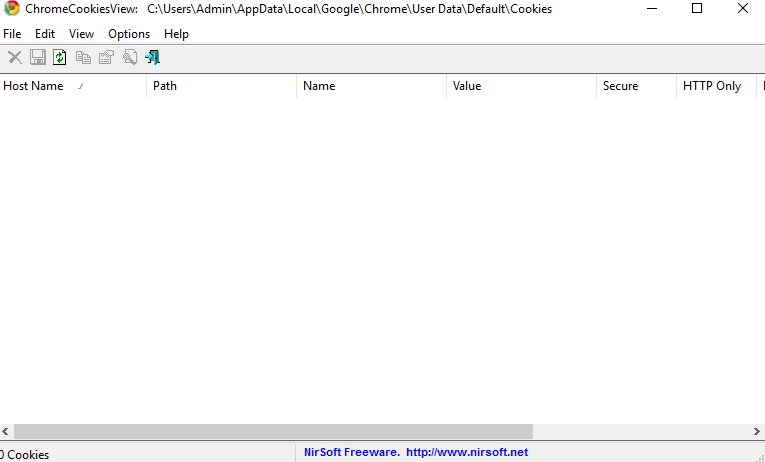 ChromeCookiesView: C:\Users\Admin\AppData\Local\Google\Chrome\User Data\Default\Cookies
File Edit View Options Help
Host Name Path Name Value Secure HTTP Only
0 Cookies NirSoft Freeware. http://www.nirsoft.net